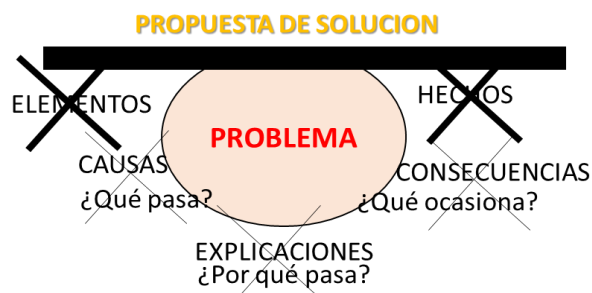 PROPUESTA DE SOLUCION
ELEMENTOS
HECHOS
PROBLEMA
CAUSAS
¿Qué pasa?
CONSECUENCIAS
¿Qué ocasiona?
EXPLICACIONES
¿Por qué pasa?